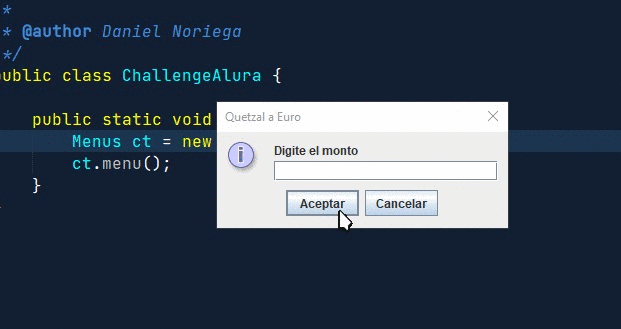 *
* @author Daniel Noriega
*/
public class ChallengeAlura {
public static void
Menus ct = new
ct.menu();
}
Quetzal a Euro
Digite el monto
Aceptar Cancelar